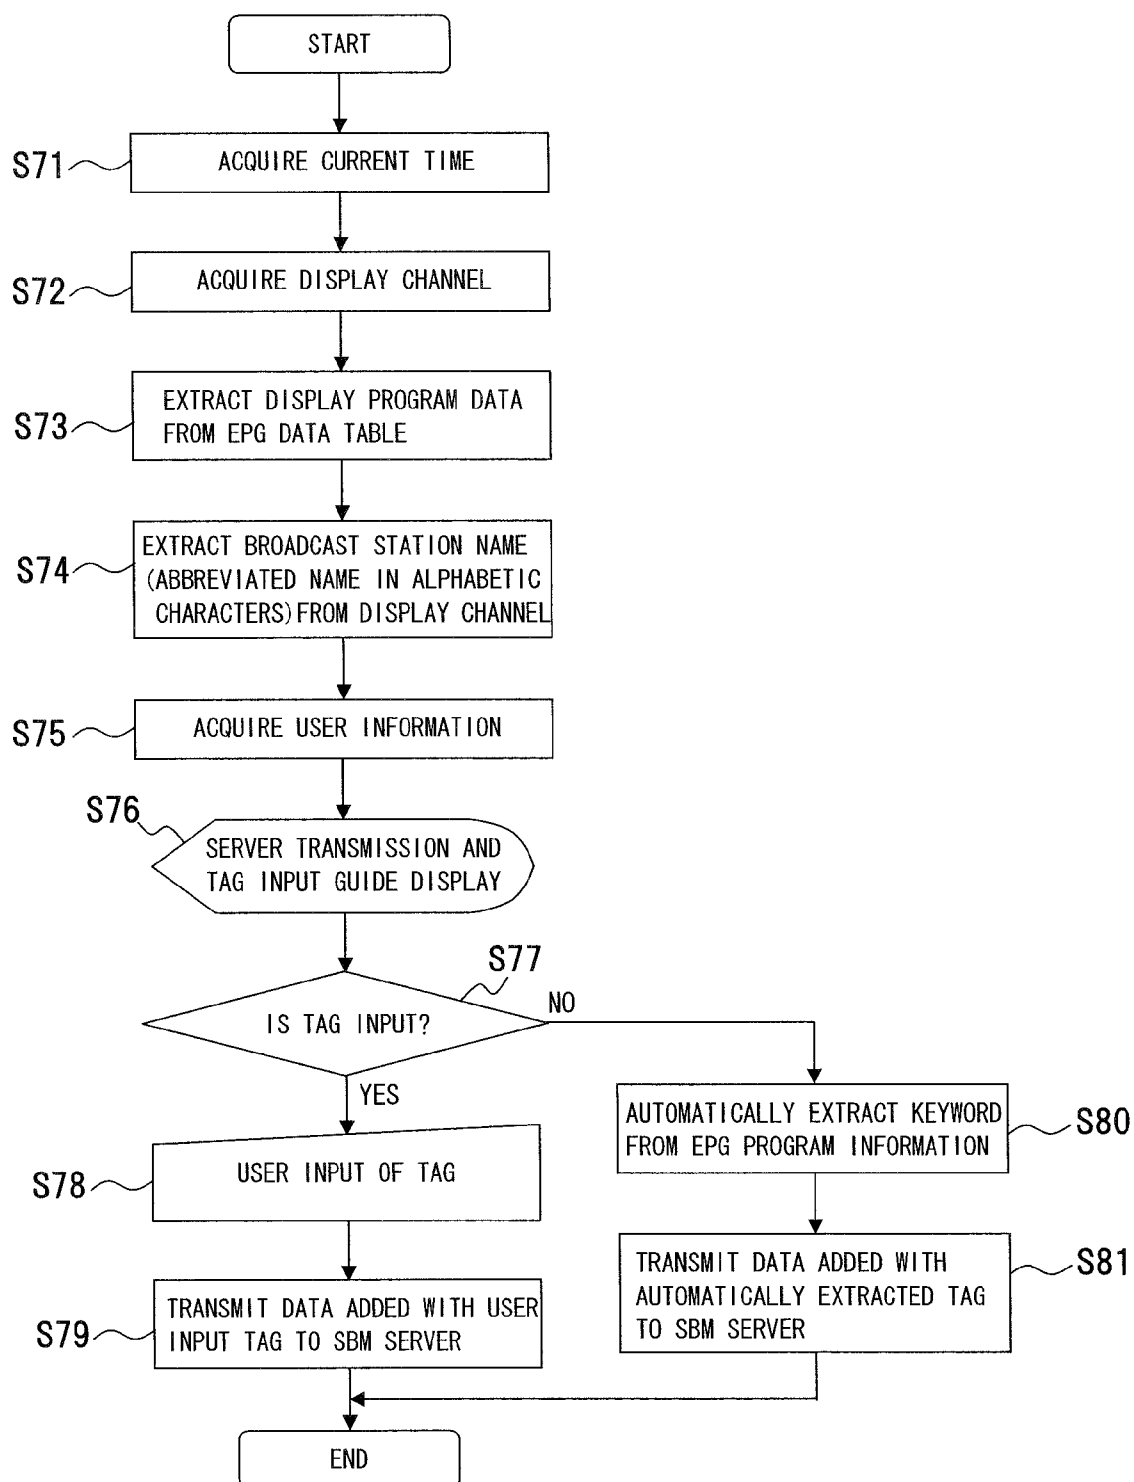 START
S71
ACQUIRE CURRENT TIME
S72
ACQUIRE DISPLAY CHANNEL
S73
EXTRACT DISPLAY PROGRAM DATA
FROM EPG DATA TABLE
S74
EXTRACT BROADCAST STATION NAME
(ABBREVIATED NAME IN ALPHABETIC
CHARACTERS)FROM DISPLAY CHANNEL
S75
ACQUIRE USER INFORMATION
S76
SERVER TRANSMISSION AND
TAG INPUT GUIDE DISPLAY
S77
IS TAG INPUT?
NO
YES
S78
USER INPUT OF TAG
S79
TRANSMIT DATA ADDED WITH USER
INPUT TAG TO SBM SERVER
AUTOMATICALLY EXTRACT KEYWORD
FROM EPG PROGRAM INFORMATION
S80
TRANSMIT DATA ADDED WITH
AUTOMATICALLY EXTRACTED TAG
TO SBM SERVER
S81
END